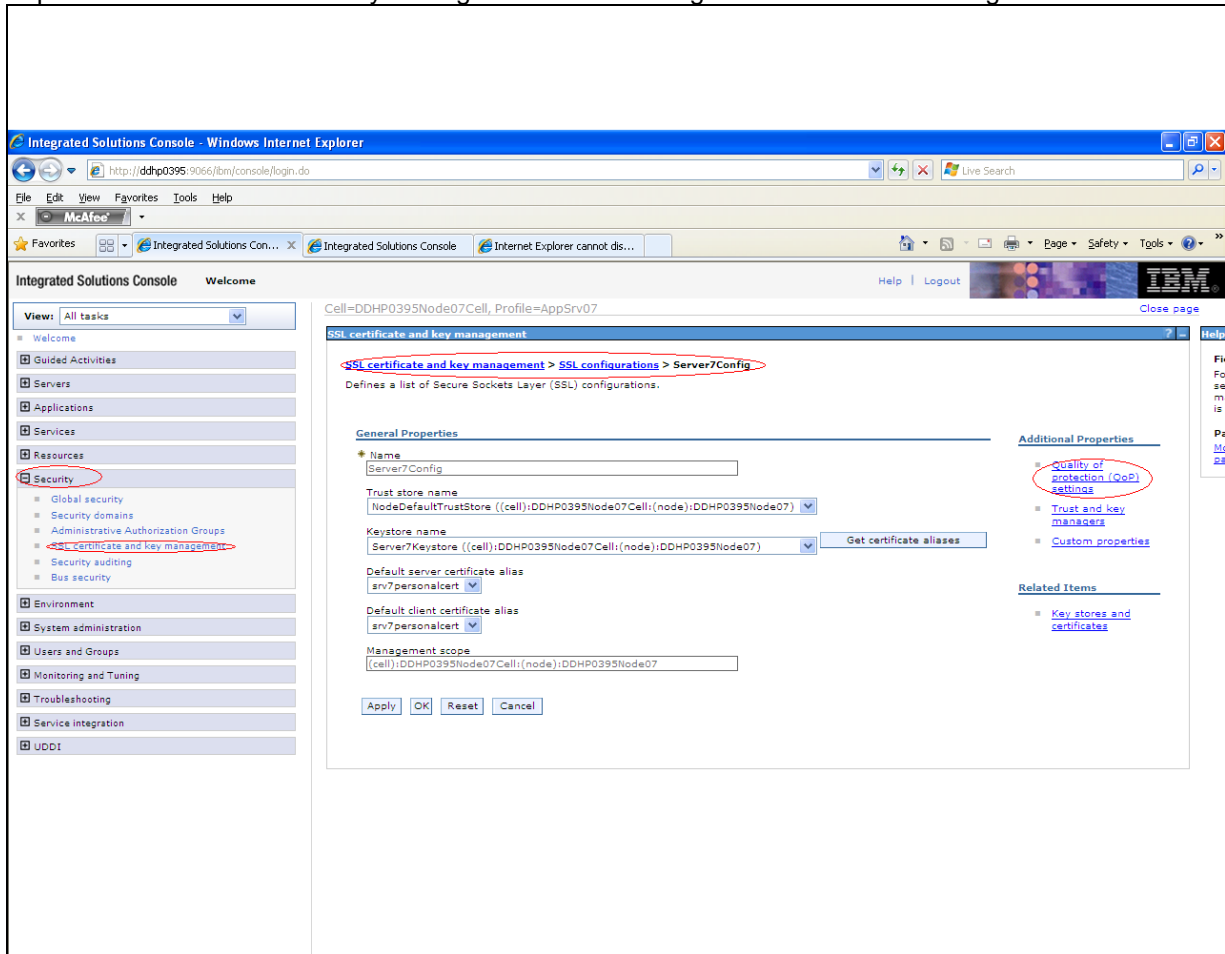 Integrated Solutions Console - Windows Internet Explorer
http://ddhp0395:9066/ibm/console/login.do
Live Search
File Edit View Favorites Tools Help
X McAfee
Favorites Integrated Solutions Con... X Integrated Solutions Console Internet Explorer cannot dis... Page Safety Tools »
Integrated Solutions Console Welcome Help | Logout IBM
View: All tasks
Welcome
Guided Activities
Servers
Applications
Services
Resources
Security
Global security
Security domains
Administrative Authorization Groups
SSL certificate and key management
Security auditing
Bus security
Environment
System administration
Users and Groups
Monitoring and Tuning
Troubleshooting
Service integration
UDDI
Cell=DDHP0395Node07Cell, Profile=AppSrv07
Close page
SSL certificate and key management ? -
SSL certificate and key management > SSL configurations > Server7Config
Defines a list of Secure Sockets Layer (SSL) configurations.
General Properties
* Name
Server7Config
Trust store name
NodeDefaultTrustStore ((cell):DDHP0395Node07Cell:(node):DDHP0395Node07)
Keystore name
Server7Keystore ((cell):DDHP0395Node07Cell:(node):DDHP0395Node07)
Get certificate aliases
Default server certificate alias
srv7personalcert
Default client certificate alias
srv7personalcert
Management scope
(cell):DDHP0395Node07Cell:(node):DDHP0395Node07
Apply OK Reset Cancel
Additional Properties
Quality of
protection (QoP)
settings
Trust and key
managers
Custom properties
Related Items
Key stores and
certificates
Help